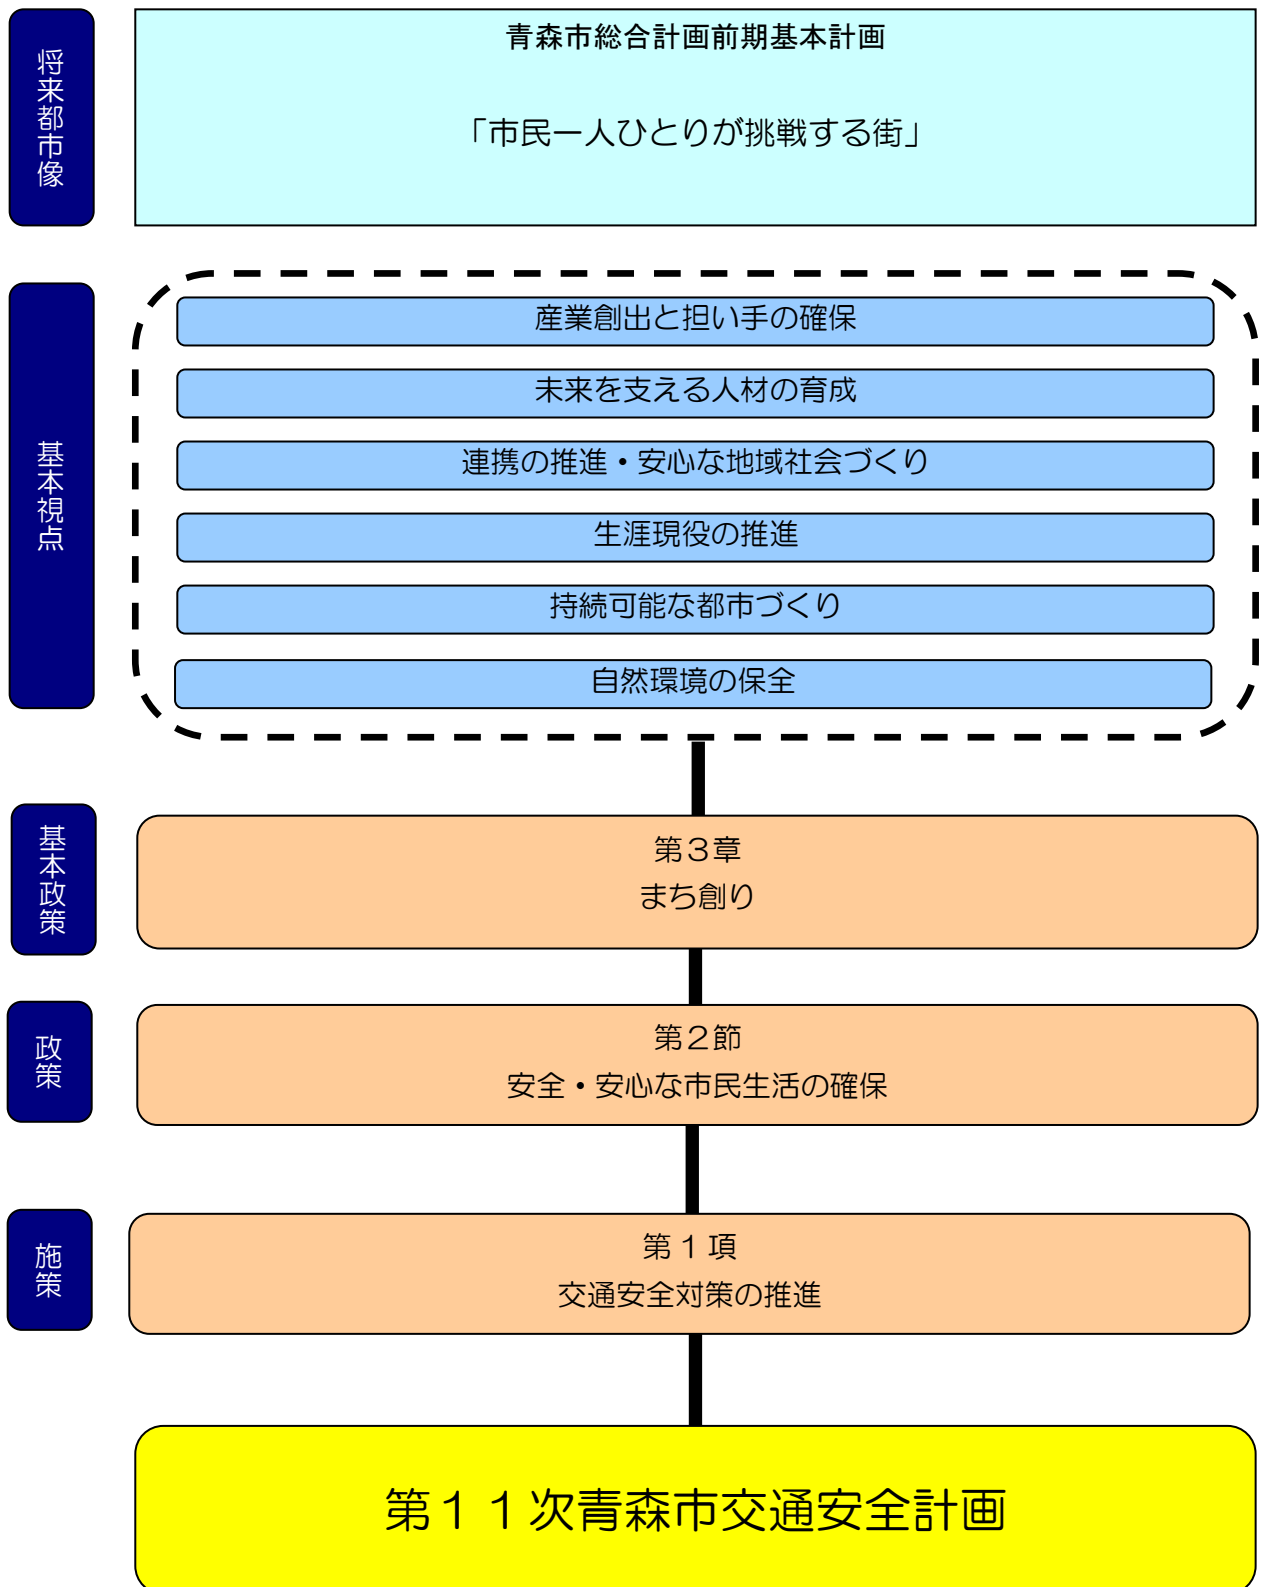 将来都市像
青森市総合計画前期基本計画
「市民一人ひとりが挑戦する街」
基本視点
産業創出と担い手の確保
未来を支える人材の育成
連携の推進・安心な地域社会づくり
生涯現役の推進
持続可能な都市づくり
自然環境の保全
基本政策
第３章
まち創り
政策
第２節
安全・安心な市民生活の確保
施策
第１項
交通安全対策の推進
第１１次青森市交通安全計画